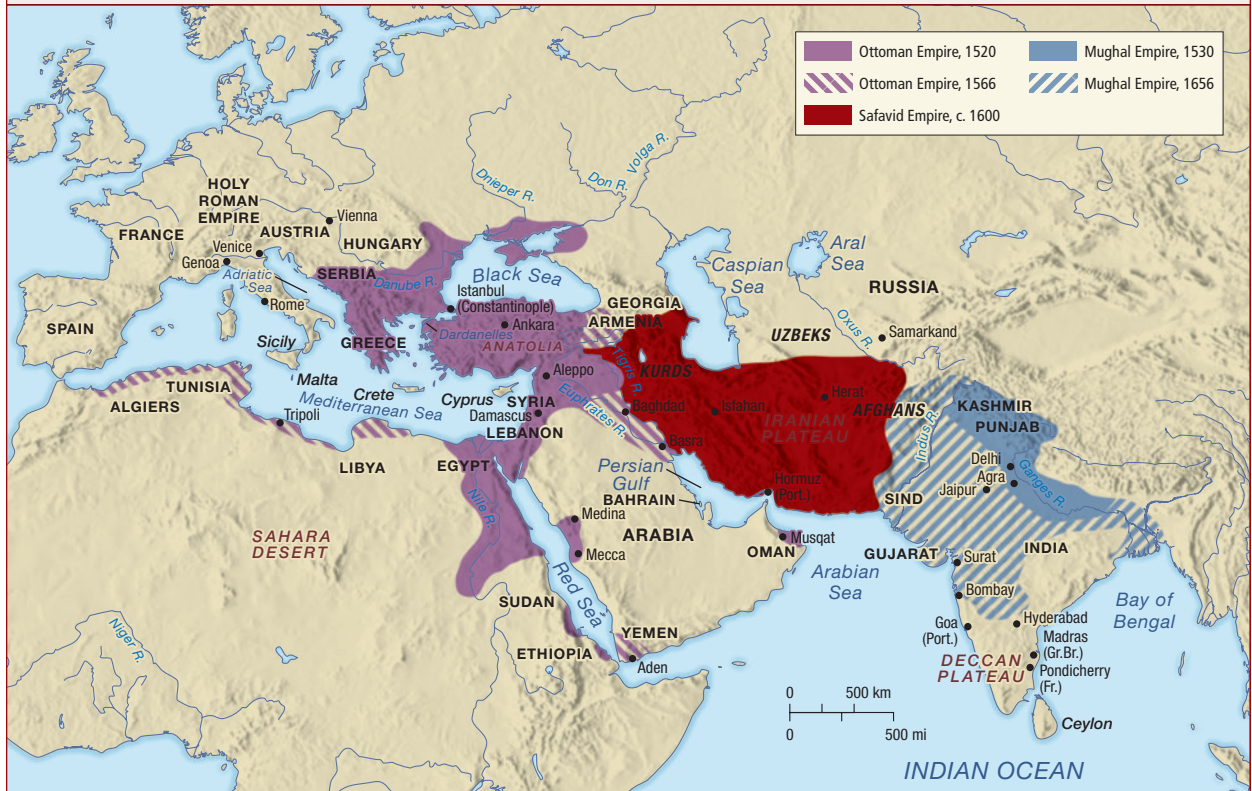 Ottoman Empire, 1520
Ottoman Empire, 1566
Safavid Empire, c. 1600
Mughal Empire, 1530
Mughal Empire, 1656
HOLY
ROMAN
EMPIRE
Vienna
FRANCE
AUSTRIA
HUNGARY
Venice
Genoa
Adriatic
Sea
SERBIA
Danube R.
Rome
SPAIN
Sicily
GREECE
Dnieper R.
Don R.
Volga R.
Black Sea
Istanbul
(Constantinople)
Ankara
Dardanelles
ANATOLIA
GEORGIA
ARMENIA
Caspian
Sea
Aral
Sea
RUSSIA
UZBEKS
Oxus R.
Samarkand
KURDS
Tigris R.
Aleppo
TUNISIA
ALGIERS
Malta
Crete
Mediterranean Sea
Cyprus
SYRIA
Damascus
LEBANON
Euphrates R.
Baghdad
Isfahan
Herat
IRANIAN
PLATEAU
AFGHANS
Indus R.
KASHMIR
PUNJAB
Tripoli
LIBYA
EGYPT
Nile R.
Basra
Persian
Gulf
BAHRAIN
Hormuz
(Port.)
Delhi
Agra
Jaipur
Ganges R.
SIND
SAHARA
DESERT
Medina
Mecca
ARABIA
OMAN
Musqat
Arabian
Sea
GUJARAT
Surat
INDIA
Bombay
Red Sea
SUDAN
YEMEN
ETHIOPIA
Aden
Niger R.
Goa
(Port.)
Hyderabad
Madras
(Gr.Br.)
DECCAN
PLATEAU
Pondicherry
(Fr.)
Bay of
Bengal
Ceylon
0 500 km
0 500 mi
INDIAN OCEAN